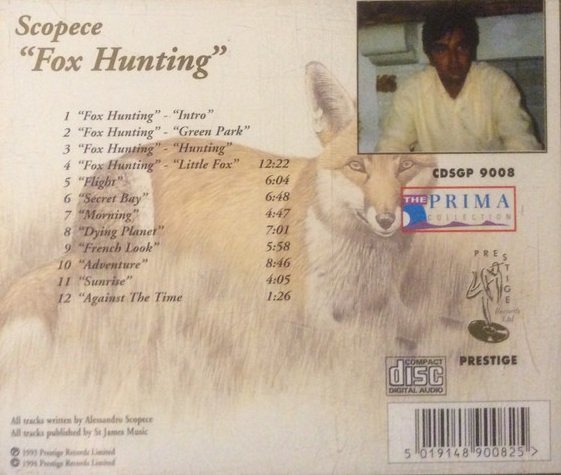 Scopece
“Fox Hunting”
1 “Fox Hunting” - “Intro”
2 “Fox Hunting” - “Green Park”
3 “Fox Hunting” - “Hunting”
4 “Fox Hunting” - “Little Fox” 12:22
5 “Flight” 6:04
6 “Secret Bay” 6:48
7 “Morning” 4:47
8 “Dying Planet” 7:01
9 “French Look” 5:58
10 “Adventure” 8:46
11 “Sunrise” 4:05
12 “Against The Time 1:26
CDSGP 9008
THE PRIMA
COLLECTION
PRESTIGE
Records
Ltd
PRESTIGE
COMPACT
disc
DIGITAL AUDIO
All tracks written by Alessandro Scopece
All tracks published by St James Music
℗ 1993 Prestige Records Limited
© 1994 Prestige Records Limited
5 019148 900825 >